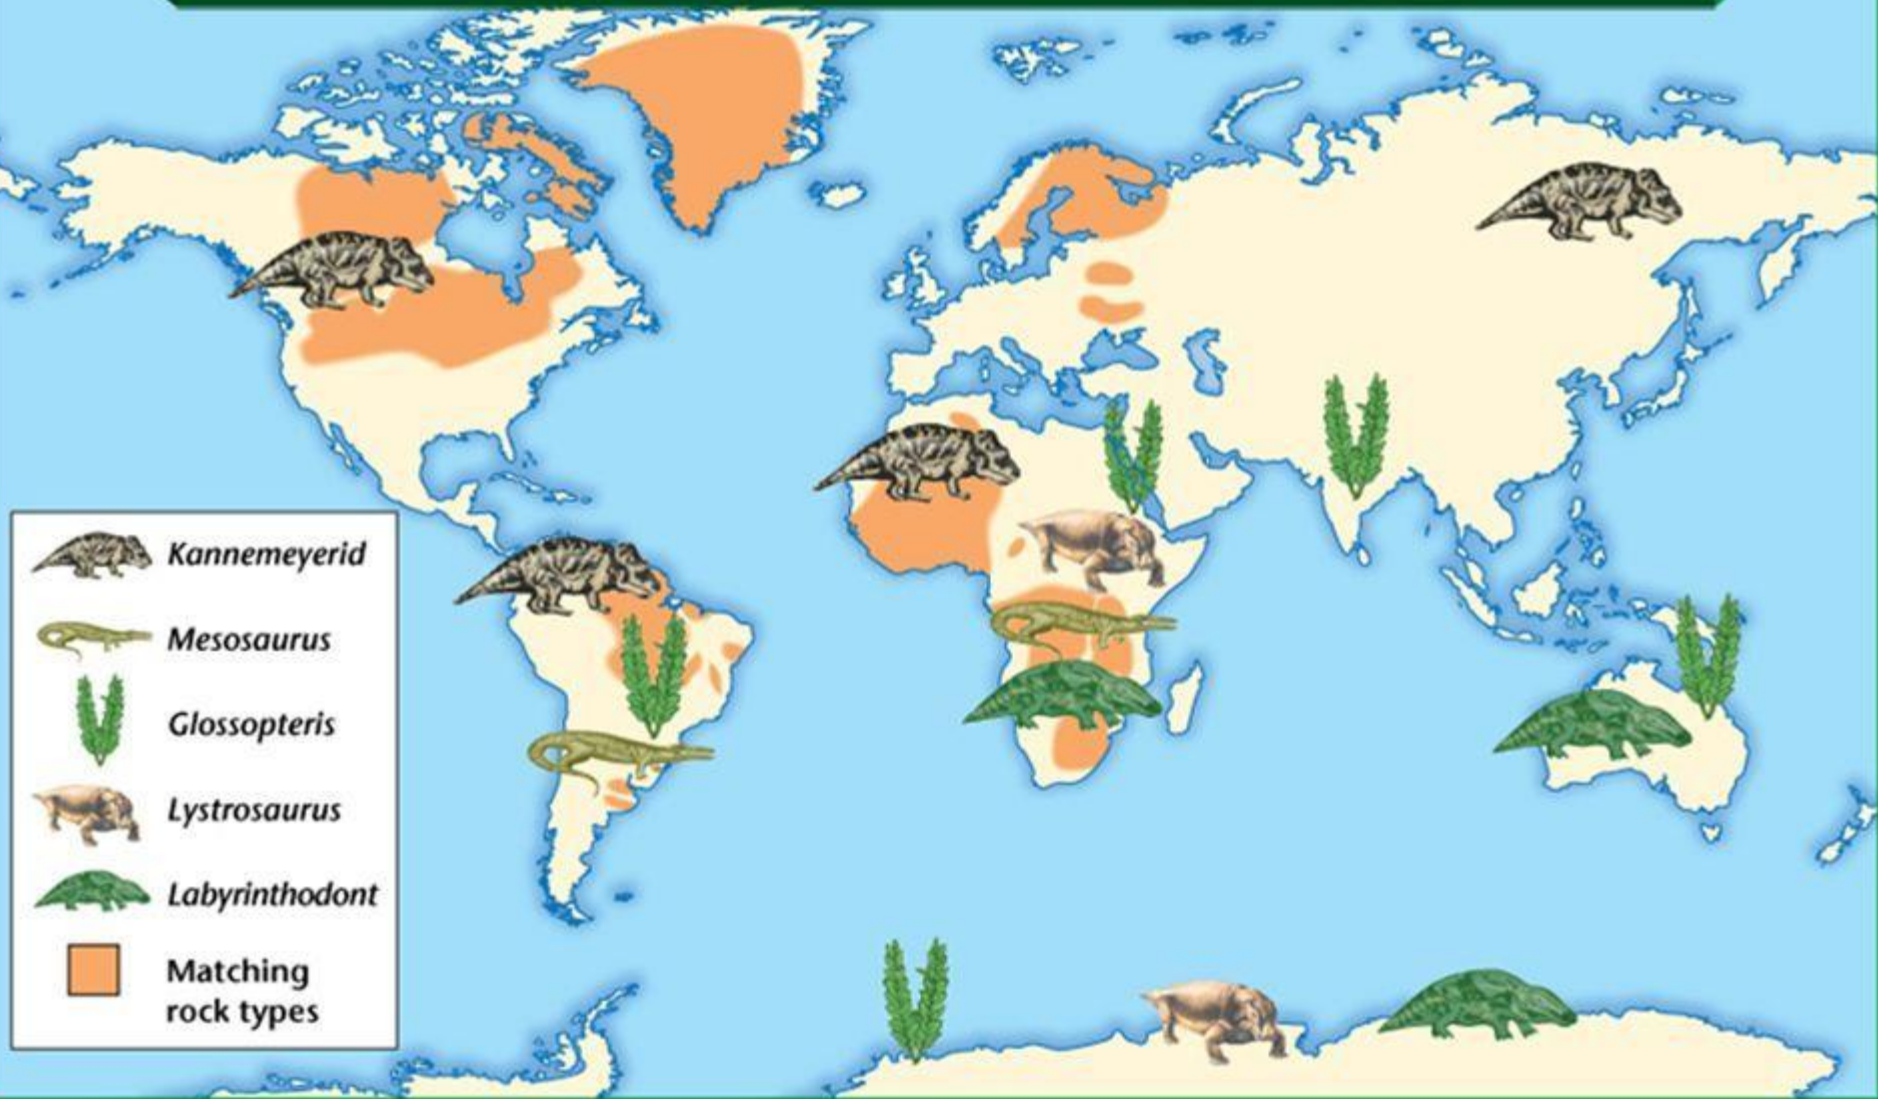 Kannemeyerid
Mesosaurus
Glossopteris
Lystrosaurus
Labyrinthodont
Matching
rock types